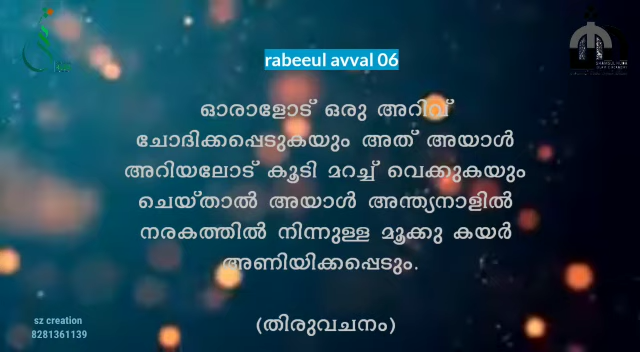 rabeeul avval 06
ഓരാളോട് ഒരു അറിവ്
ചോദിക്കപ്പെടുകയും അത് അയാൾ
അറിയലോട് കൂടി മറച്ച് വെക്കുകയും
ചെയ്താൽ അയാൾ അന്ത്യനാളിൽ
നരകത്തിൽ നിന്നുള്ള മൂക്കു കയർ
അണിയിക്കപ്പെടും.
(തിരുവചനം)
sz creation
8281361139